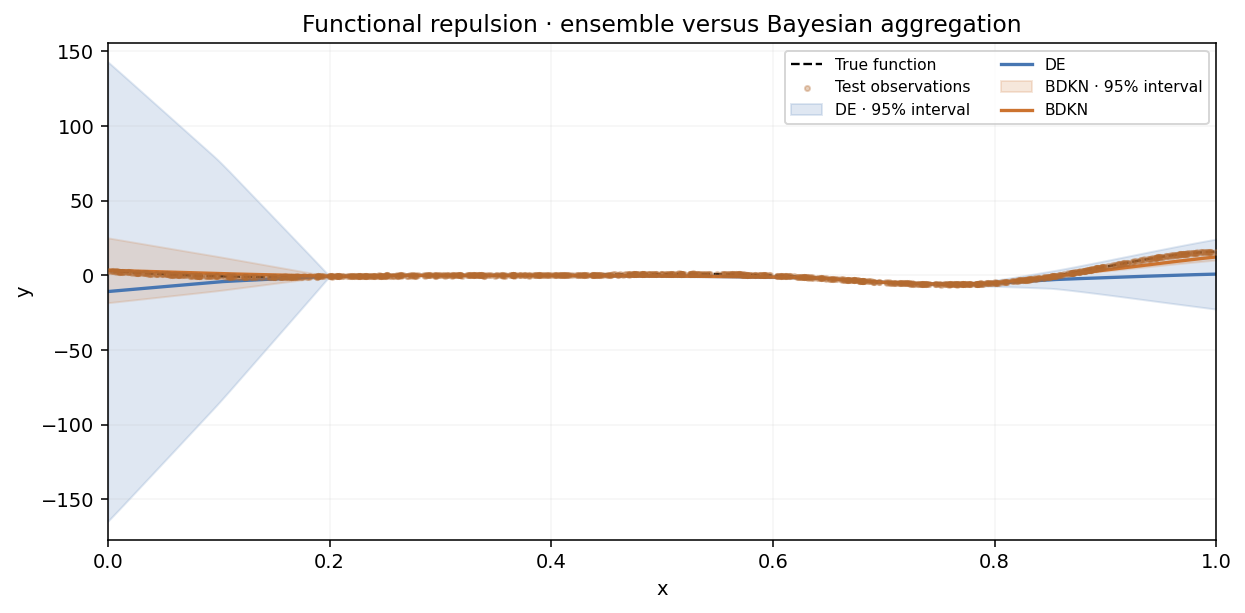 Functional repulsion · ensemble versus Bayesian aggregation
150
100
50
0
−50
−100
−150
y
True function
Test observations
DE · 95% interval
DE
BDKN · 95% interval
BDKN
0.0 0.2 0.4 0.6 0.8 1.0
x